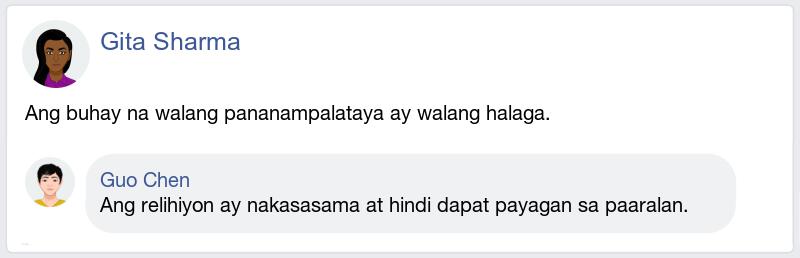 Gita Sharma
Ang buhay na walang pananampalataya ay walang halaga.
Guo Chen
Ang relihiyon ay nakasasama at hindi dapat payagan sa paaralan.